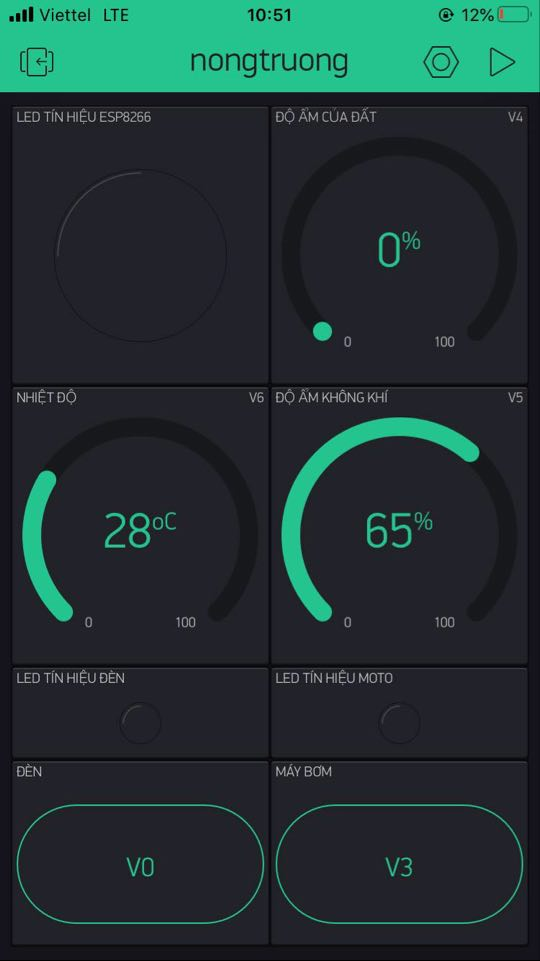 Viettel LTE 10:51 12%
nongtruong
LED TÍN HIỆU ESP8266
ĐỘ ẨM CỦA ĐẤT V4
0%
0 100
NHIỆT ĐỘ V6
ĐỘ ẨM KHÔNG KHÍ V5
28oC
65%
0 100
0 100
LED TÍN HIỆU ĐÈN
LED TÍN HIỆU MOTO
ĐÈN
MÁY BƠM
V0
V3